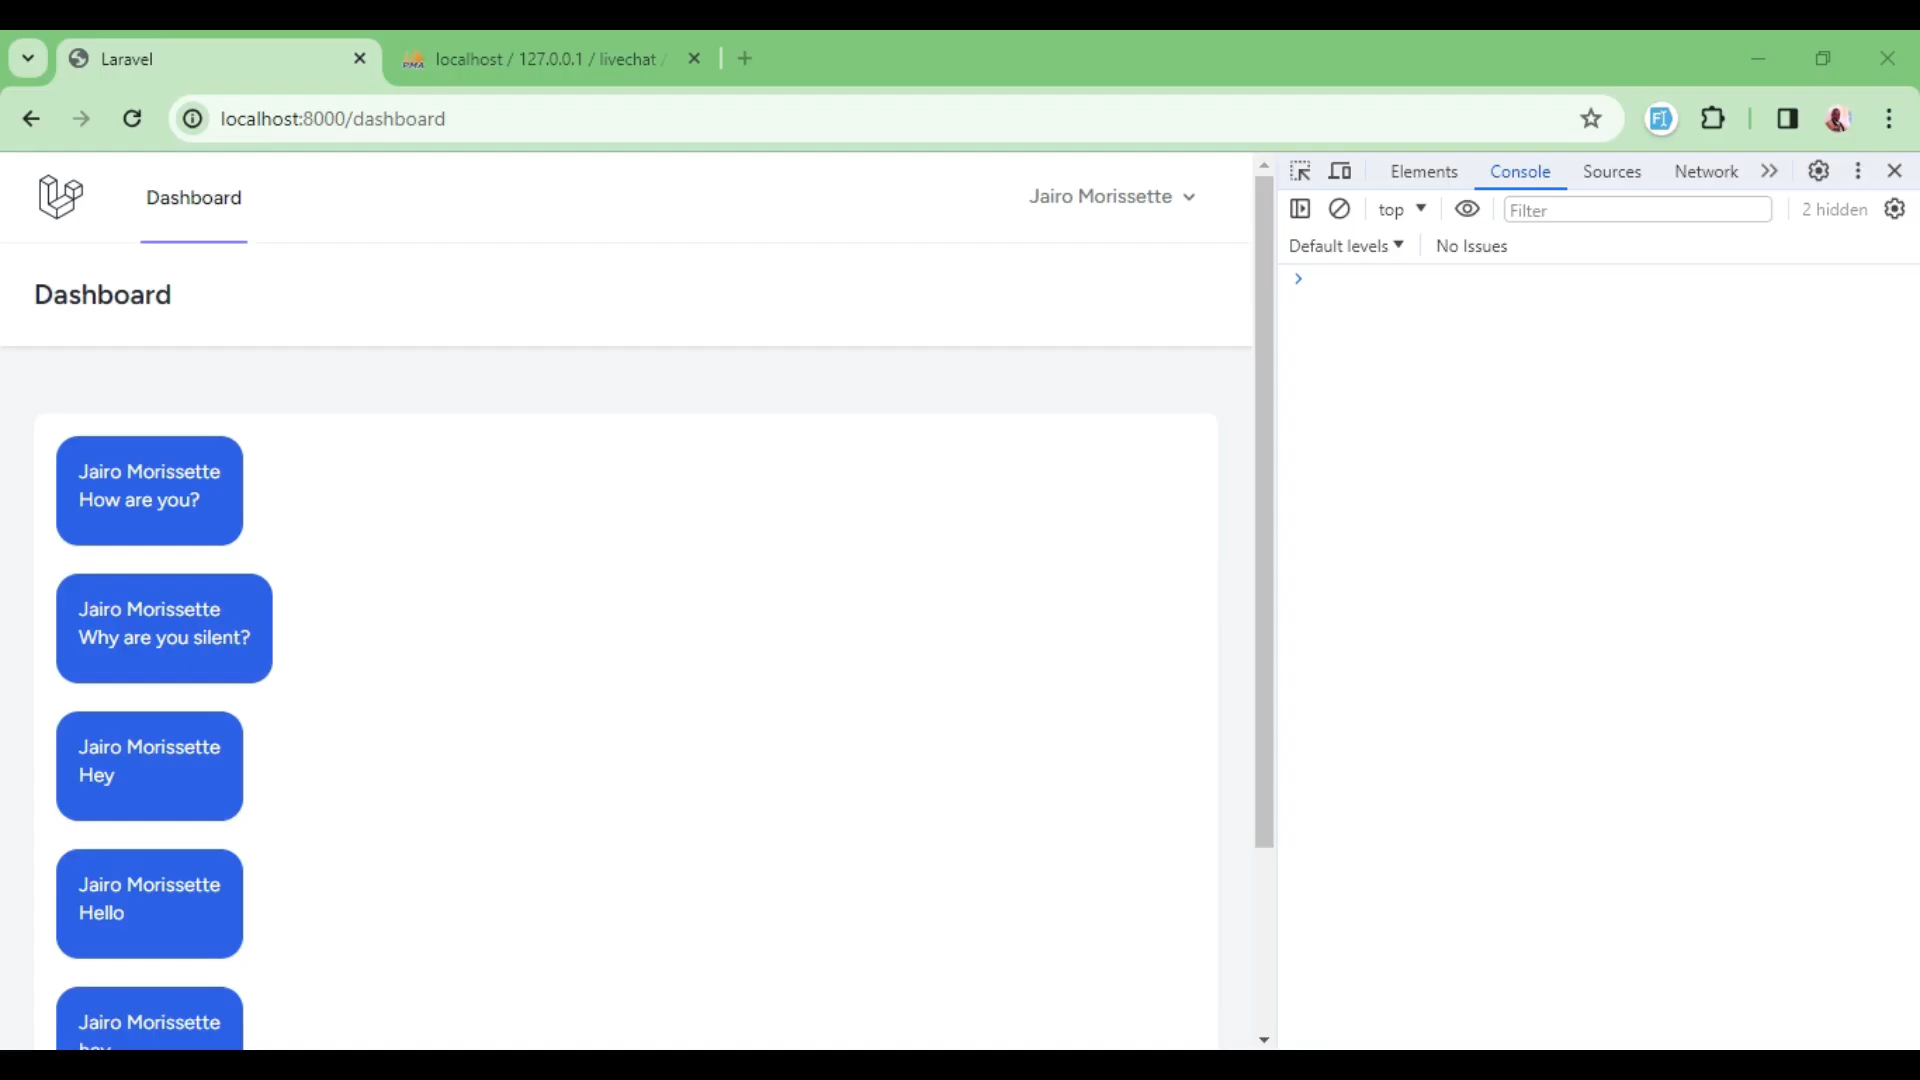 Laravel
localhost / 127.0.0.1 / livechat /
localhost:8000/dashboard
Dashboard
Jairo Morissette
Elements
Console
Sources
Network
top
Filter
2 hidden
Default levels
No Issues
Dashboard
Jairo Morissette
How are you?
Jairo Morissette
Why are you silent?
Jairo Morissette
Hey
Jairo Morissette
Hello
Jairo Morissette